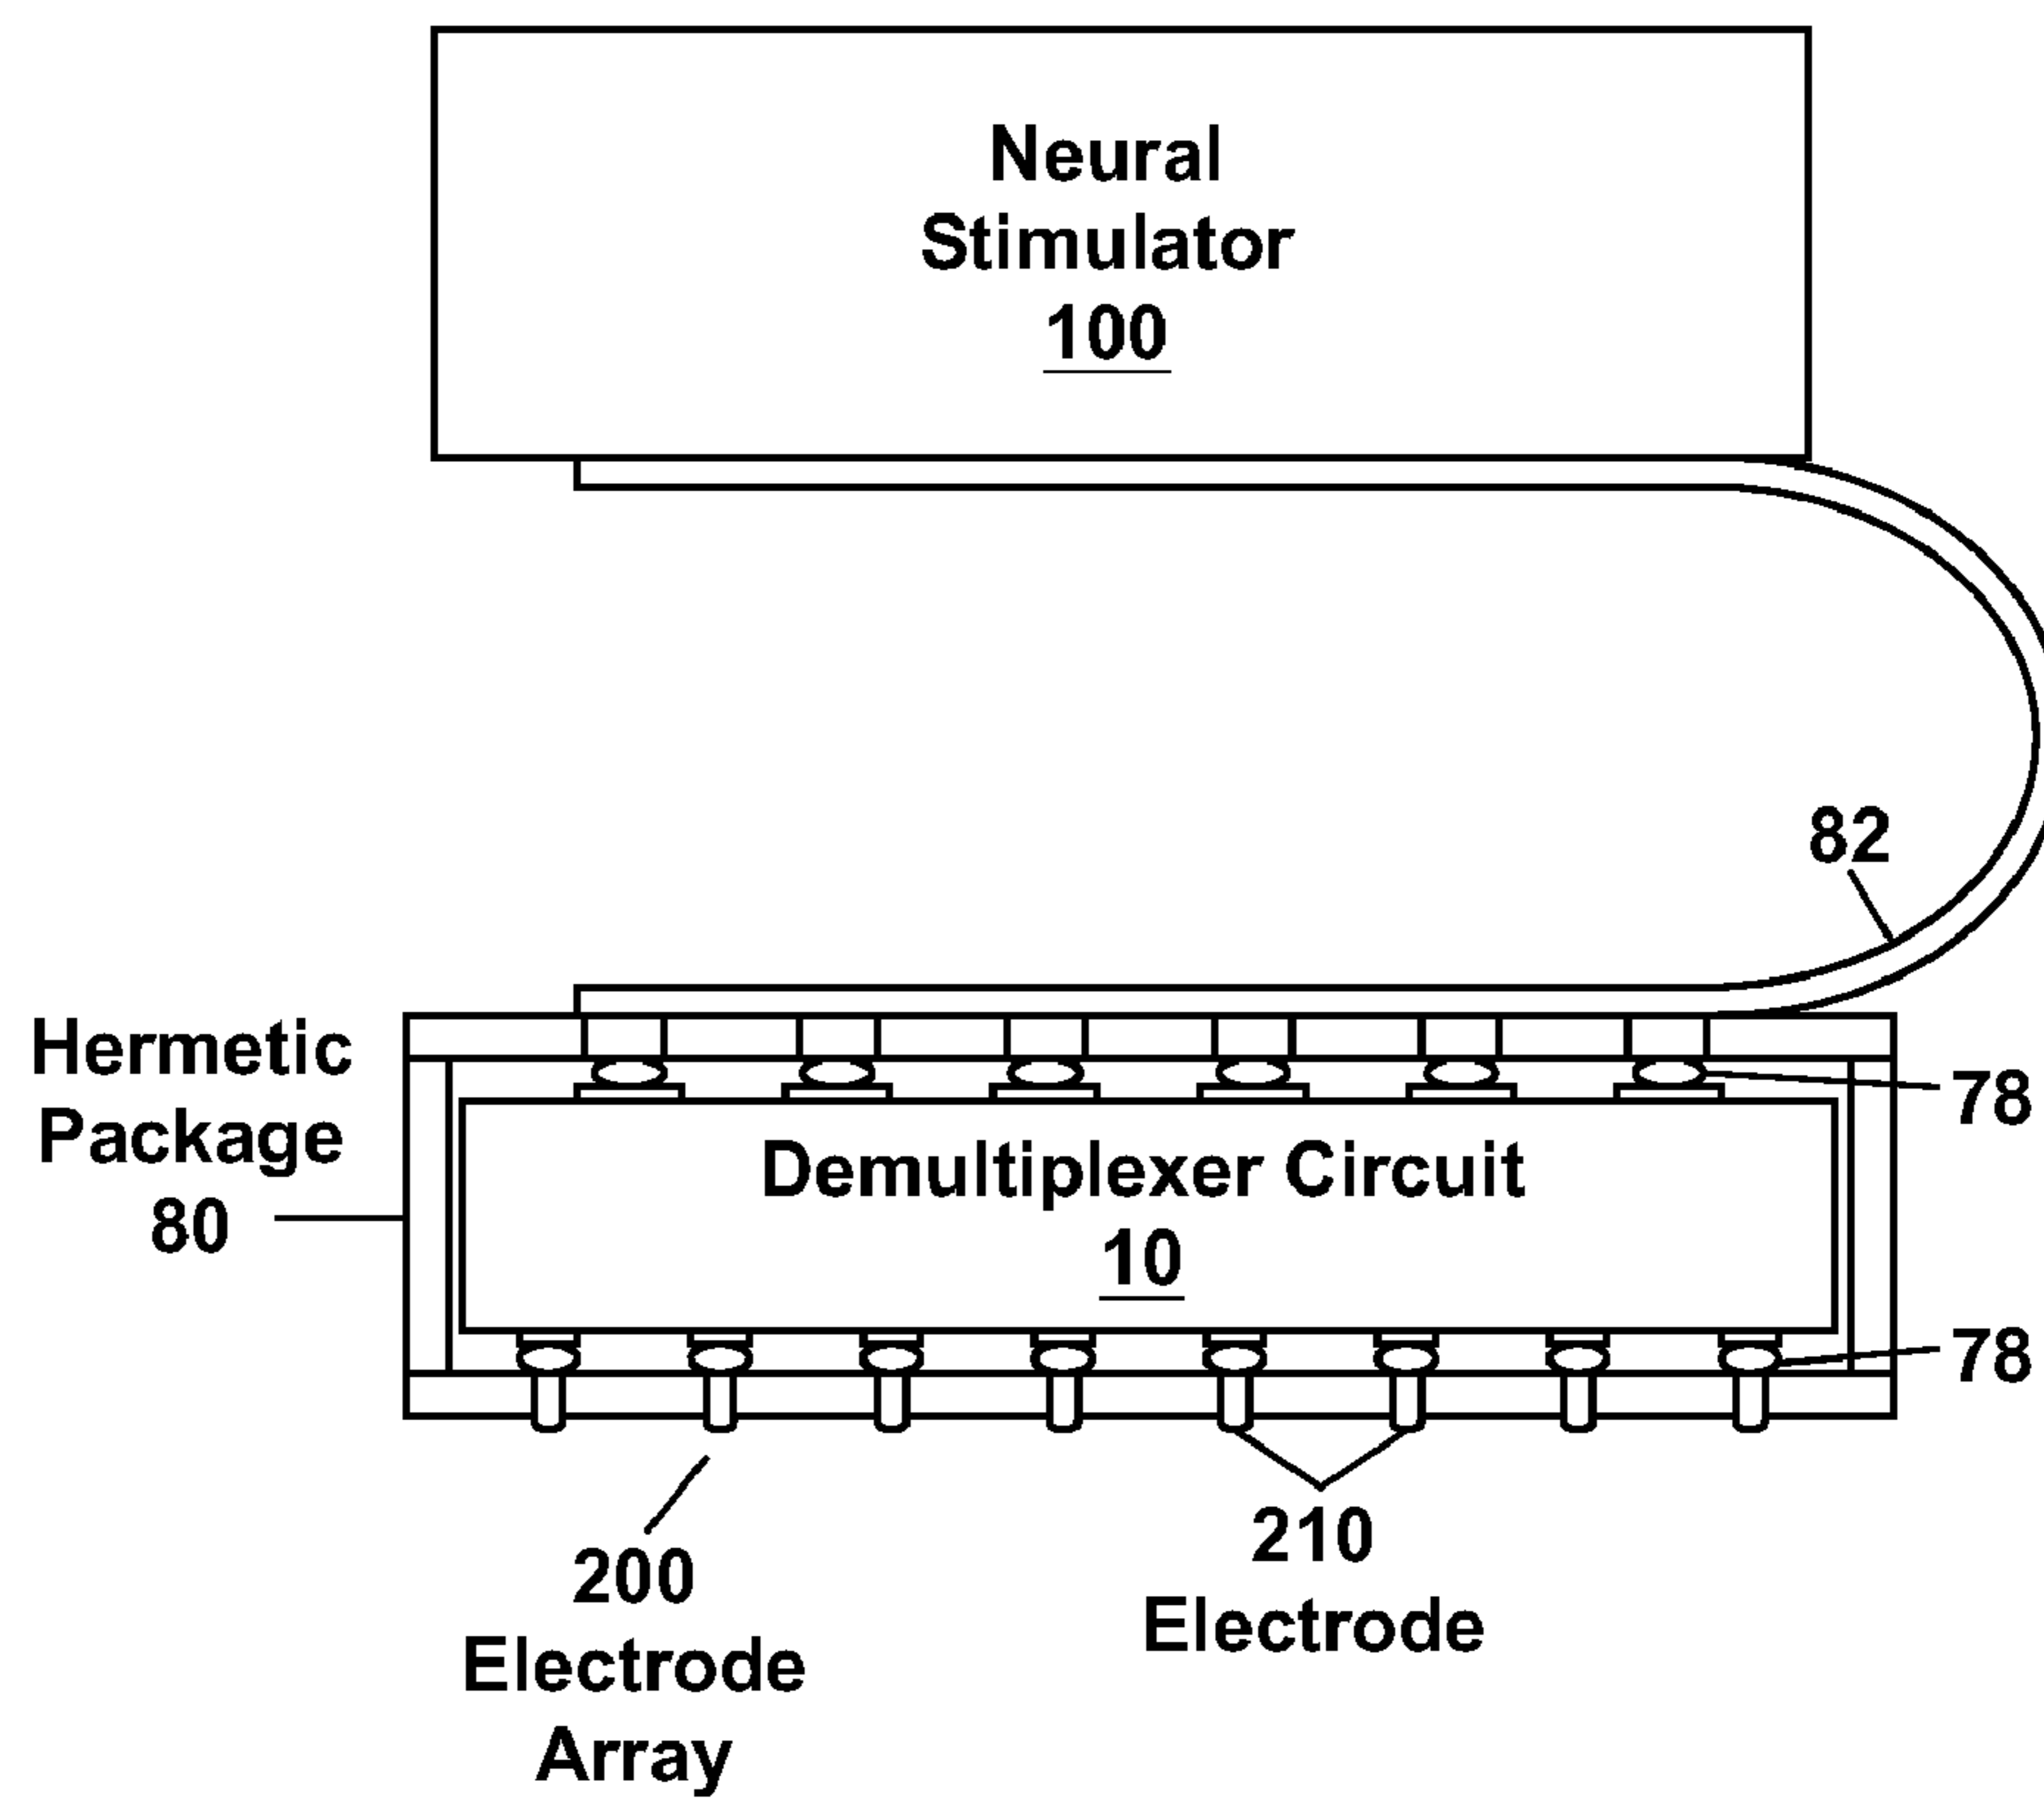 Neural
Stimulator
100
82
Hermetic
Package
80
78
Demultiplexer Circuit
10
78
200
Electrode
Array
210
Electrode